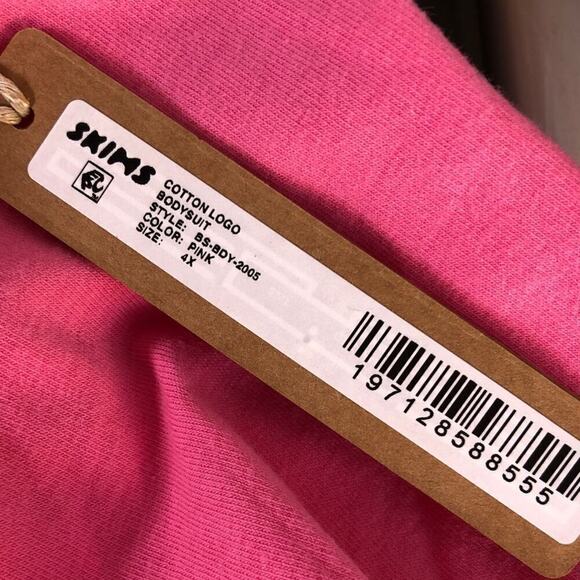 SKIMS
COTTON LOGO
BODYSUIT
STYLE: BS-BDY-2005
COLOR: PINK
SIZE: 4X
197128588555